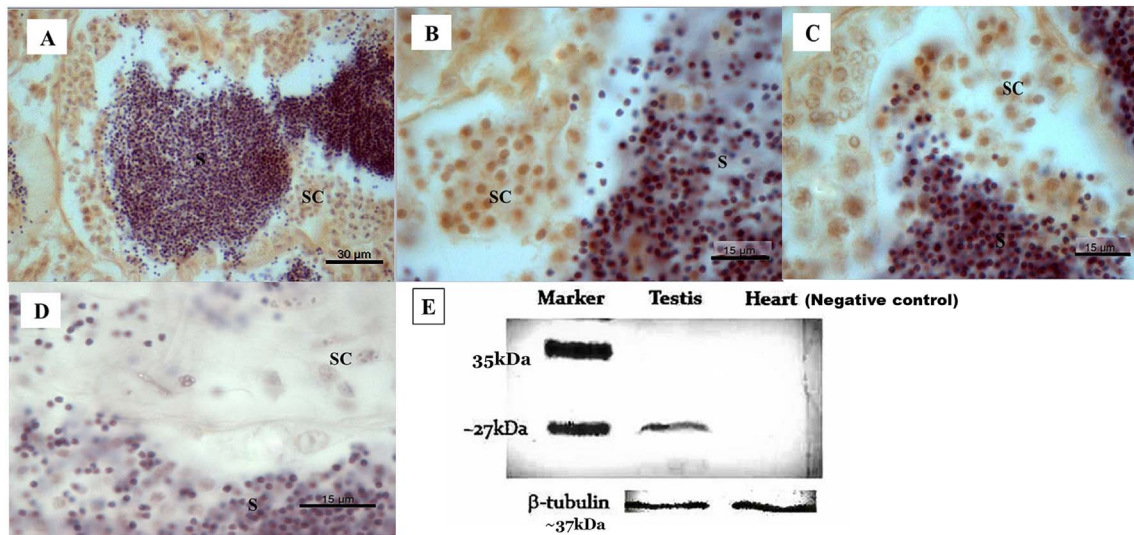 A
S
SC
30 µm
B
SC
S
15 µm
C
SC
S
15 µm
D
SC
S
15 µm
E
Marker Testis Heart (Negative control)
35kDa
~27kDa
β-tubulin
~37kDa